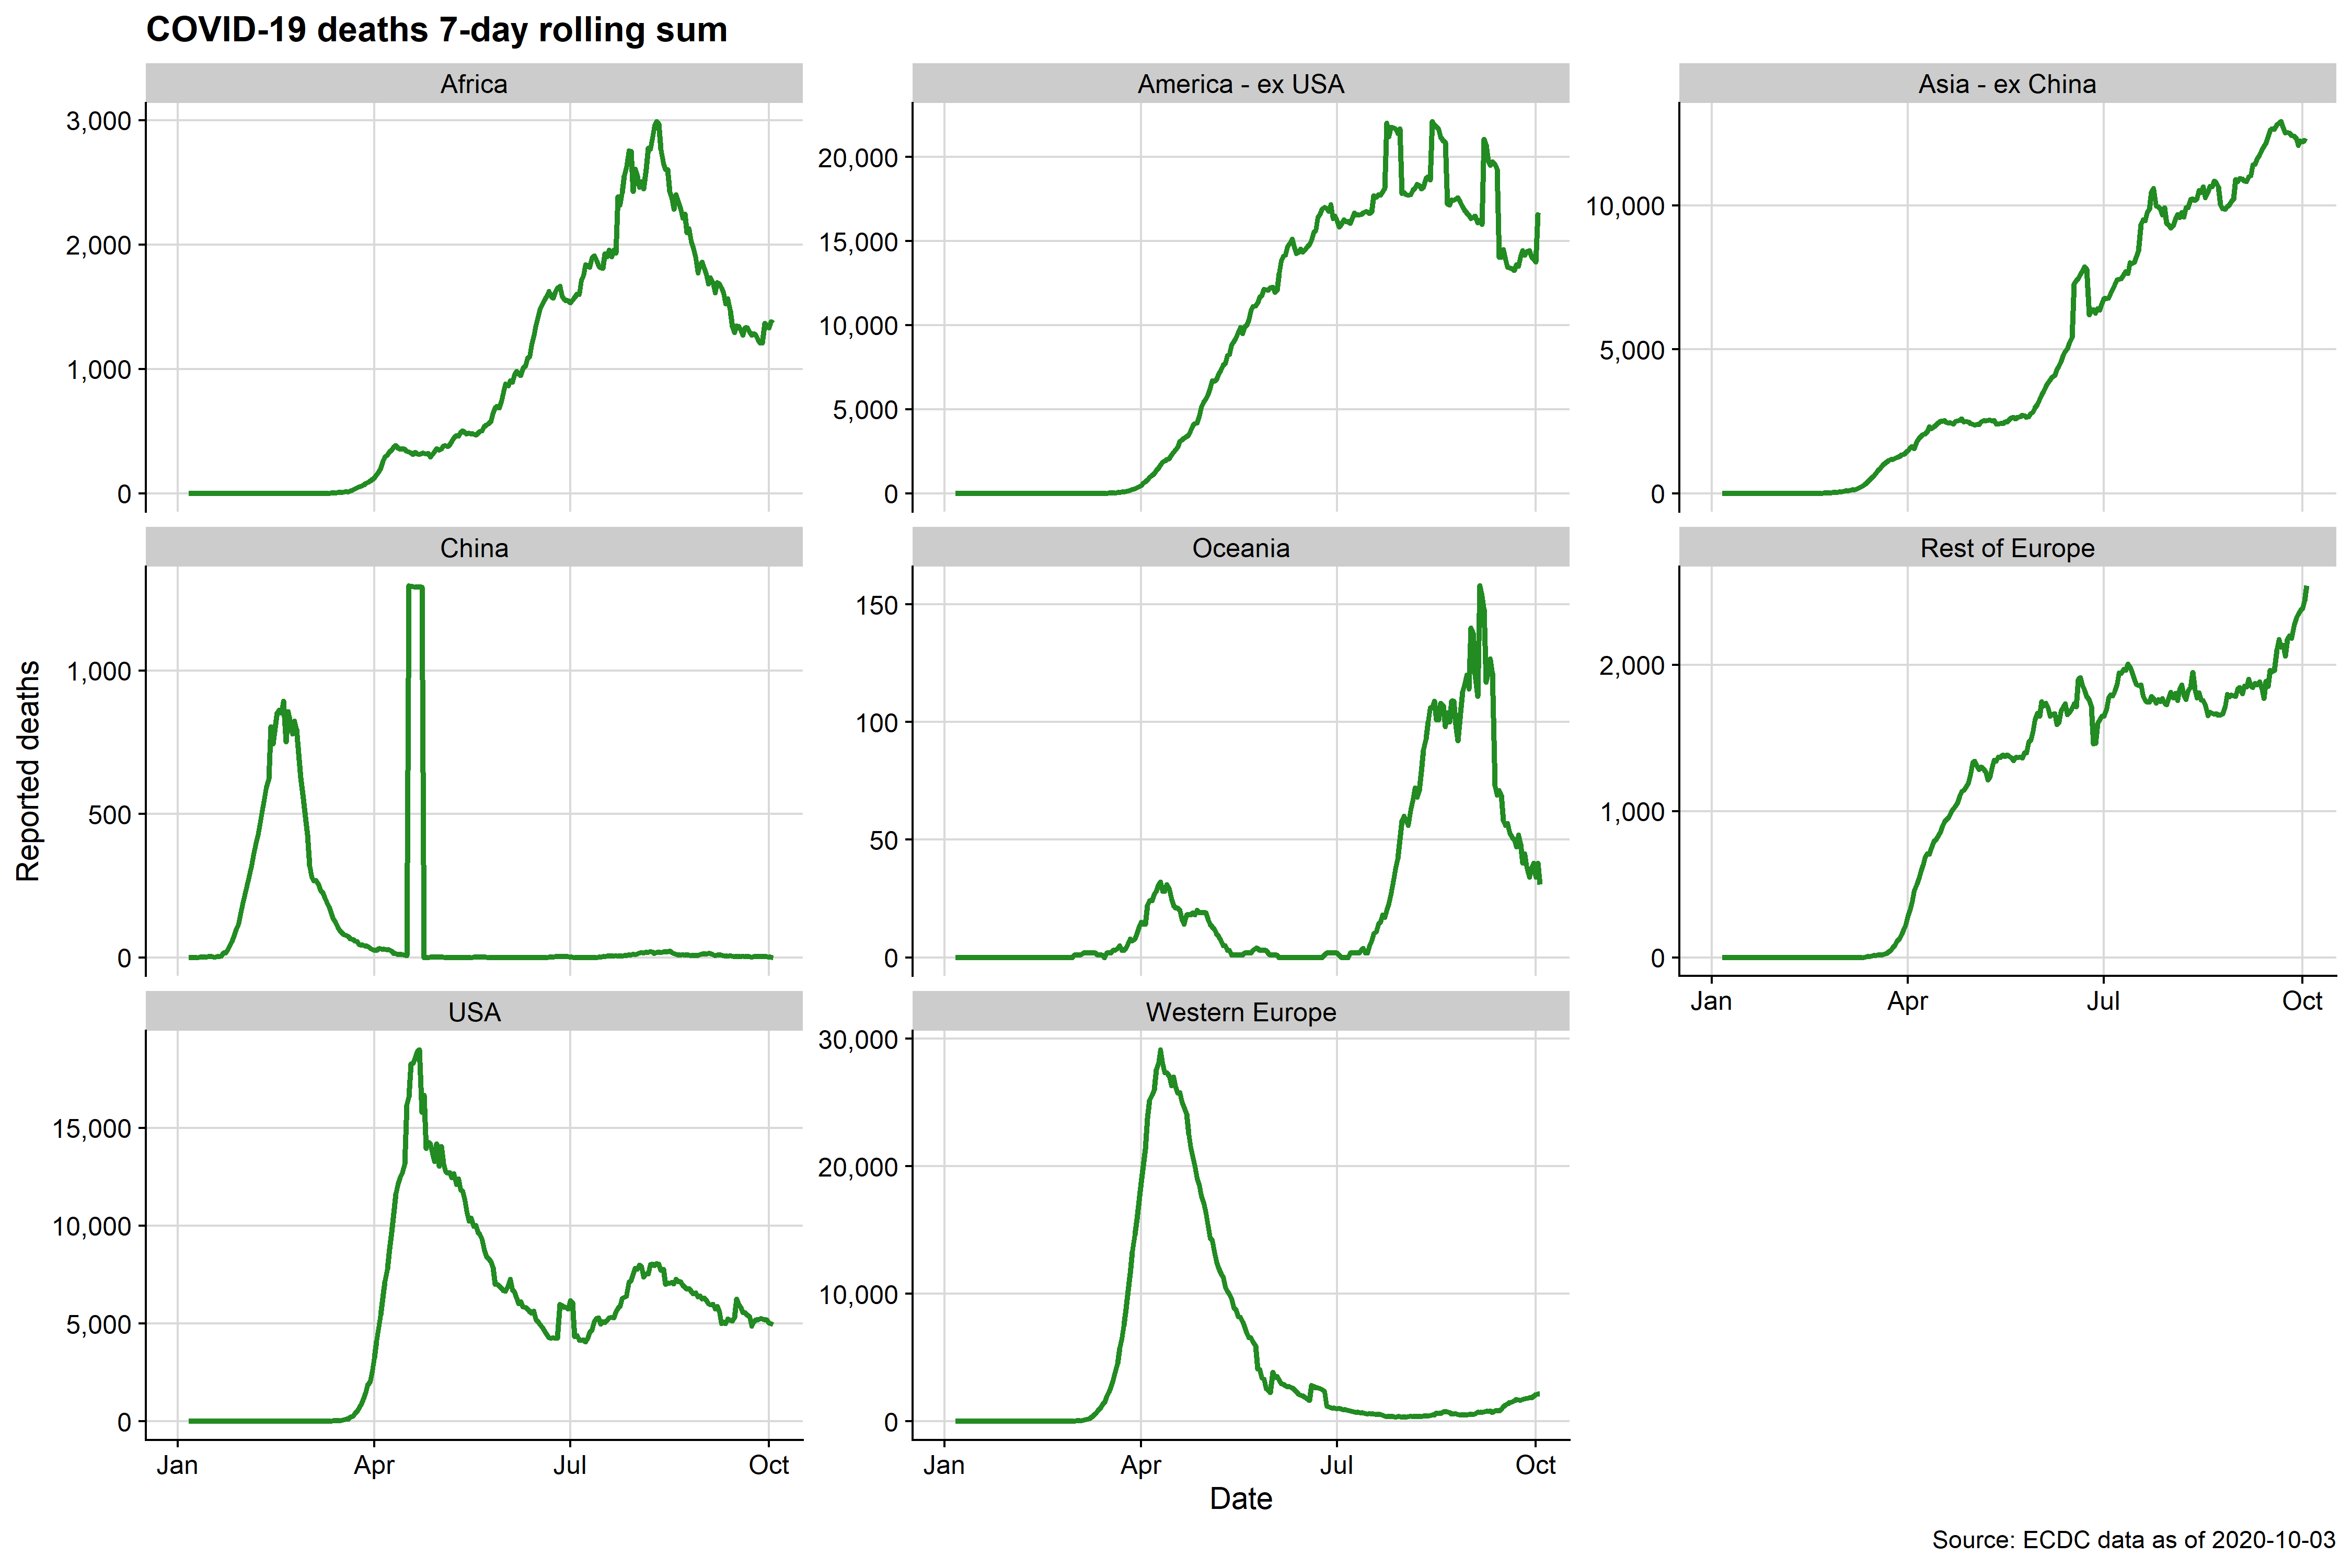 COVID-19 deaths 7-day rolling sum
Africa
3,000
2,000
1,000
0
America - ex USA
20,000
15,000
10,000
5,000
0
Asia - ex China
10,000
5,000
0
China
1,000
500
0
Oceania
150
100
50
0
Rest of Europe
2,000
1,000
0
Jan Apr Jul Oct
USA
15,000
10,000
5,000
0
Jan Apr Jul Oct
Western Europe
30,000
20,000
10,000
0
Jan Apr Jul Oct
Reported deaths
Date
Source: ECDC data as of 2020-10-03